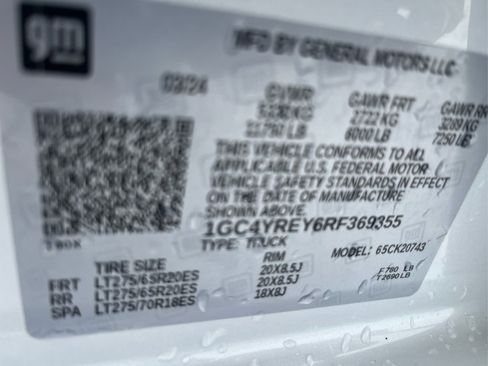 gm
MFD BY GENERAL MOTORS LLC
03/24
GVWR
GAWR FRT
GAWR RR
2722 KG
3289 KG
6000 LB
7250 LB
THIS VEHICLE CONFORMS TO ALL
APPLICABLE U.S. FEDERAL MOTOR
VEHICLE SAFETY STANDARDS IN EFFECT
ON THE DATE OF MANUFACTURE
SHOWN ABOVE.
1GC4YREY6RF369355
TYPE: TRUCK
MODEL: 65CK20743
TIRE SIZE
RIM
FRT LT275/65R20ES 20X8.5J
RR LT275/65R20ES 20X8.5J
SPA LT275/70R18ES 18X8J
F780 LB
T2690 LB